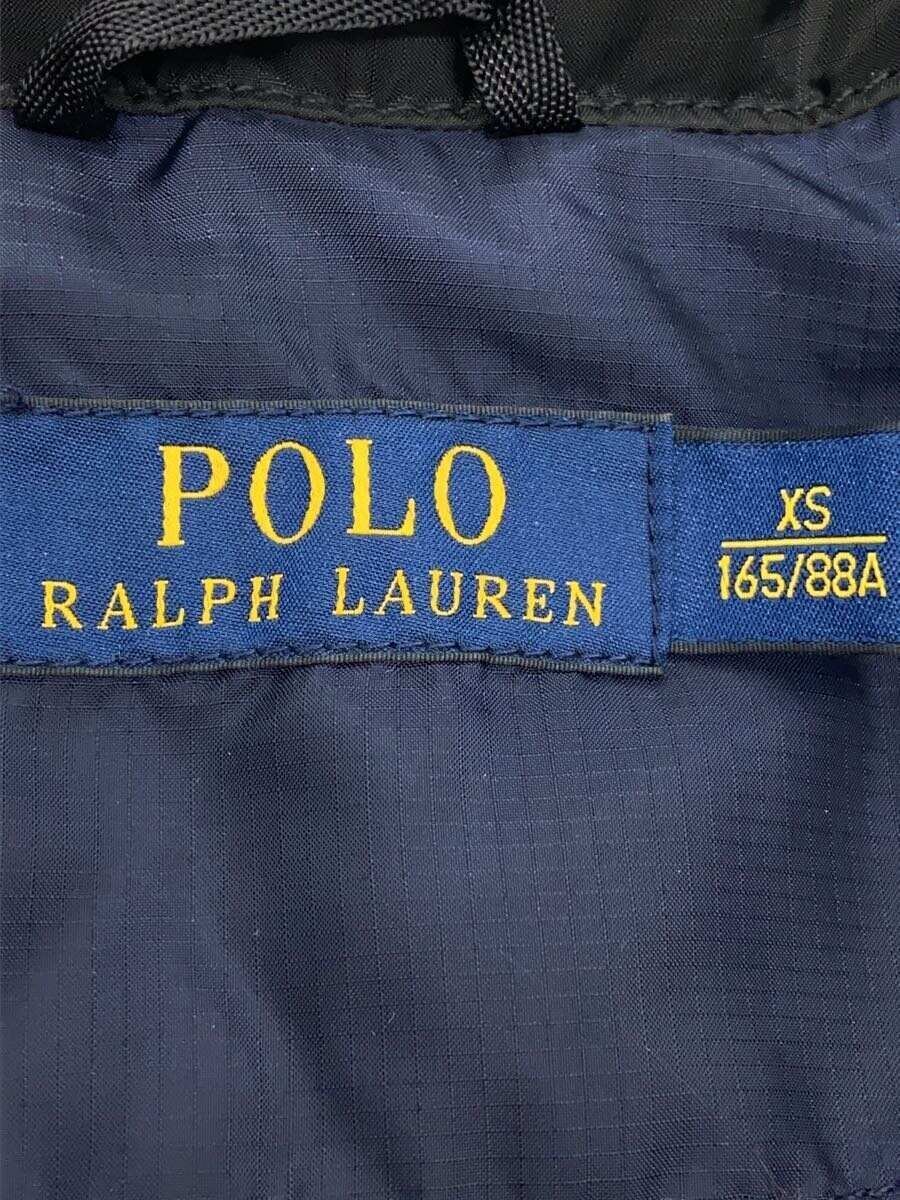 POLO
RALPH LAUREN
XS
165/88A